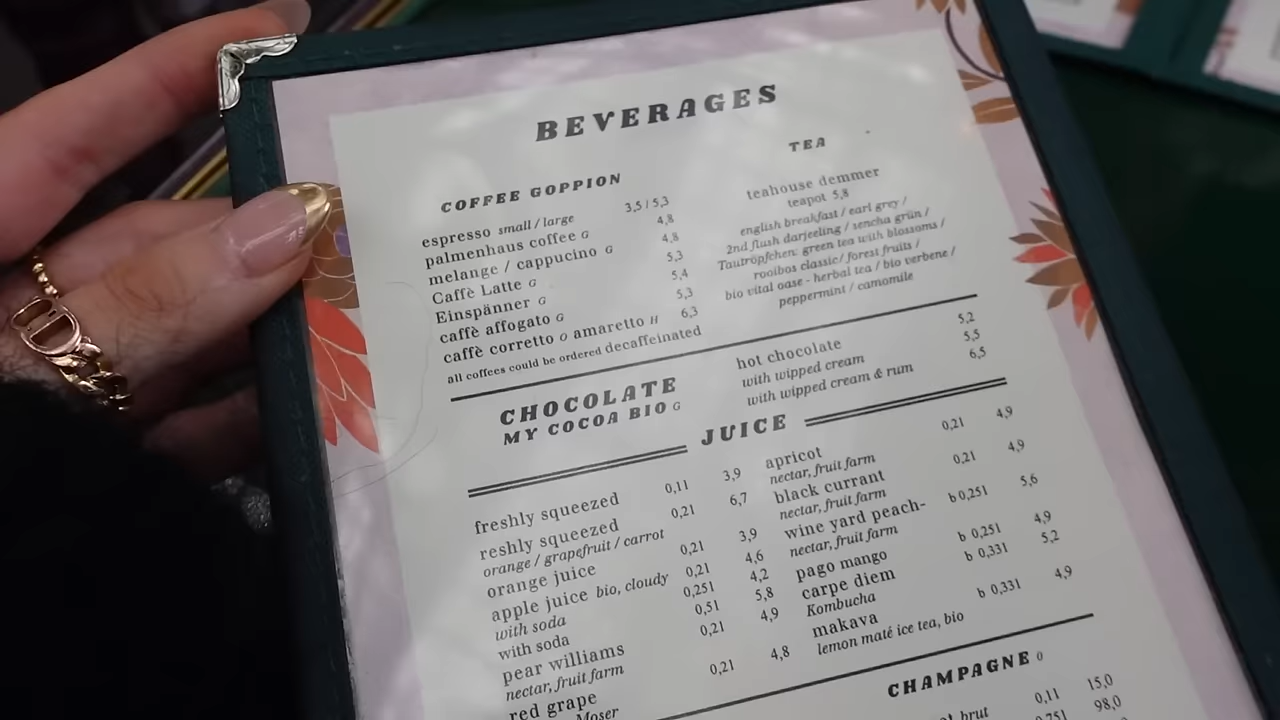 BEVERAGES
COFFEE GOPPION
espresso small / large 3,5 / 5,3
palmenhaus coffee G 4,8
melange / cappucino G 4,8
Caffè Latte G 5,3
Einspänner G 5,4
caffè affogato G 5,3
caffè corretto O amaretto H 6,3
all coffees could be ordered decaffeinated
TEA
teahouse demmer
teapot 5,8
english breakfast / earl grey /
2nd flush darjeeling / sencha grün /
Tautröpfchen: green tea with blossoms /
rooibos classic / forest fruits /
bio vital oase - herbal tea / bio verbene /
peppermint / camomile
CHOCOLATE
MY COCOA BIO G
hot chocolate 5,2
with wipped cream 5,5
with wipped cream & rum 6,5
JUICE
freshly squeezed 0,1l 3,9
reshly squeezed 0,2l 6,7
orange / grapefruit / carrot
orange juice 0,2l 3,9
apple juice bio, cloudy 0,2l 4,6
with soda 0,25l 4,2
with soda 0,5l 5,8
pear williams 0,2l 4,9
nectar, fruit farm
red grape 0,2l 4,8
Moser
apricot 0,2l 4,9
nectar, fruit farm
black currant 0,2l 4,9
nectar, fruit farm
wine yard peach- b 0,25l 5,6
nectar, fruit farm
pago mango b 0,25l 4,9
carpe diem b 0,33l 5,2
Kombucha
makava b 0,33l 4,9
lemon maté ice tea, bio
CHAMPAGNE O
brut 0,1l 15,0
0,75l 98,0